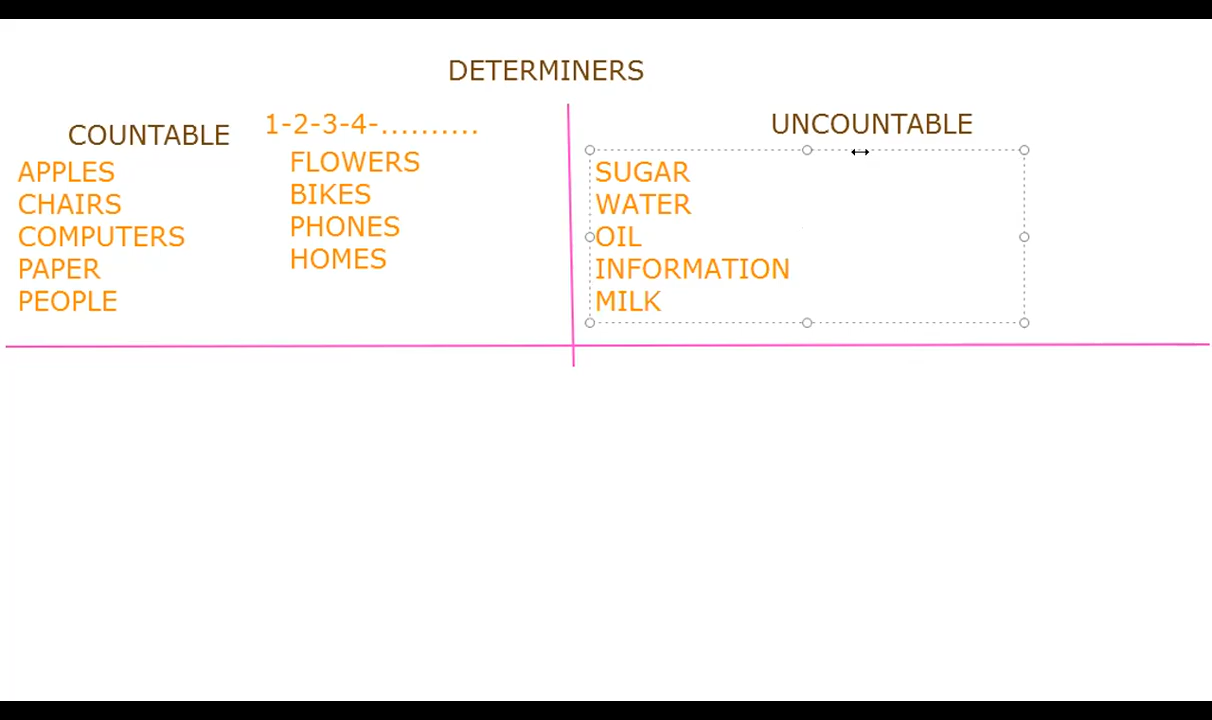 DETERMINERS
COUNTABLE
1-2-3-4-..........
APPLES
CHAIRS
COMPUTERS
PAPER
PEOPLE
FLOWERS
BIKES
PHONES
HOMES
UNCOUNTABLE
SUGAR
WATER
OIL
INFORMATION
MILK